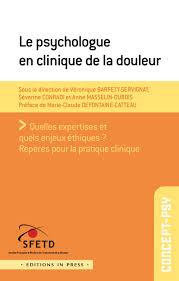 Le psychologue
en clinique de la douleur
Sous la direction de Véronique BARFETY-SERVIGNAT,
Séverine CONRADI et Anne MASSELIN-DUBOIS
Préface de Marie-Claude DEFONTAINE-CATTEAU
> Quelles expertises et
quels enjeux éthiques ?
Repères pour la pratique clinique
CONCEPT-PSY
SFETD
• EDITIONS IN PRESS •